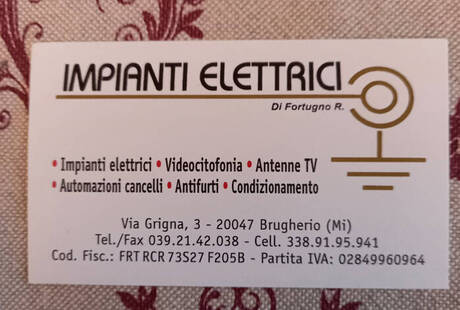 IMPIANTI ELETTRICI
Di Fortugno R.
• Impianti elettrici • Videocitofonia • Antenne TV
• Automazioni cancelli • Antifurti • Condizionamento
Via Grigna, 3 - 20047 Brugherio (Mi)
Tel./Fax 039.21.42.038 - Cell. 338.91.95.941
Cod. Fisc.: FRT RCR 73S27 F205B - Partita IVA: 02849960964